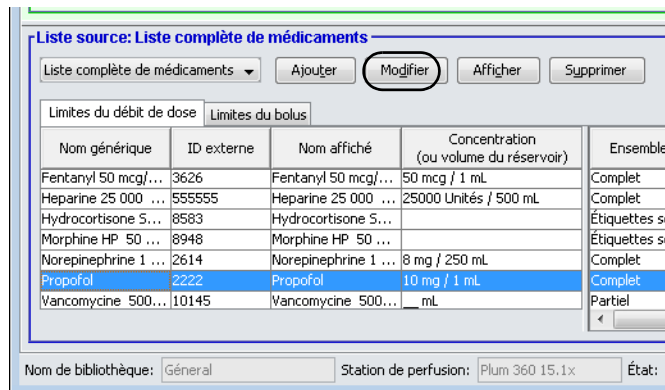 Liste source: Liste complète de médicaments
Liste complète de médicaments Ajouter Modifier Afficher Supprimer
Limites du débit de dose Limites du bolus
Nom générique ID externe Nom affiché Concentration (ou volume du réservoir) Ensemble
Fentanyl 50 mcg/... 3626 Fentanyl 50 mcg/... 50 mcg / 1 mL Complet
Heparine 25 000 ... 555555 Heparine 25 000 ... 25000 Unités / 500 mL Complet
Hydrocortisone S... 8583 Hydrocortisone S... Étiquettes s
Morphine HP 50 ... 8948 Morphine HP 50 ... Étiquettes s
Norepinephrine 1 ... 2614 Norepinephrine 1 ... 8 mg / 250 mL Complet
Propofol 2222 Propofol 10 mg / 1 mL Complet
Vancomycine 500... 10145 Vancomycine 500... __ mL Partiel
Nom de bibliothèque: Géneral Station de perfusion: Plum 360 15.1x État: